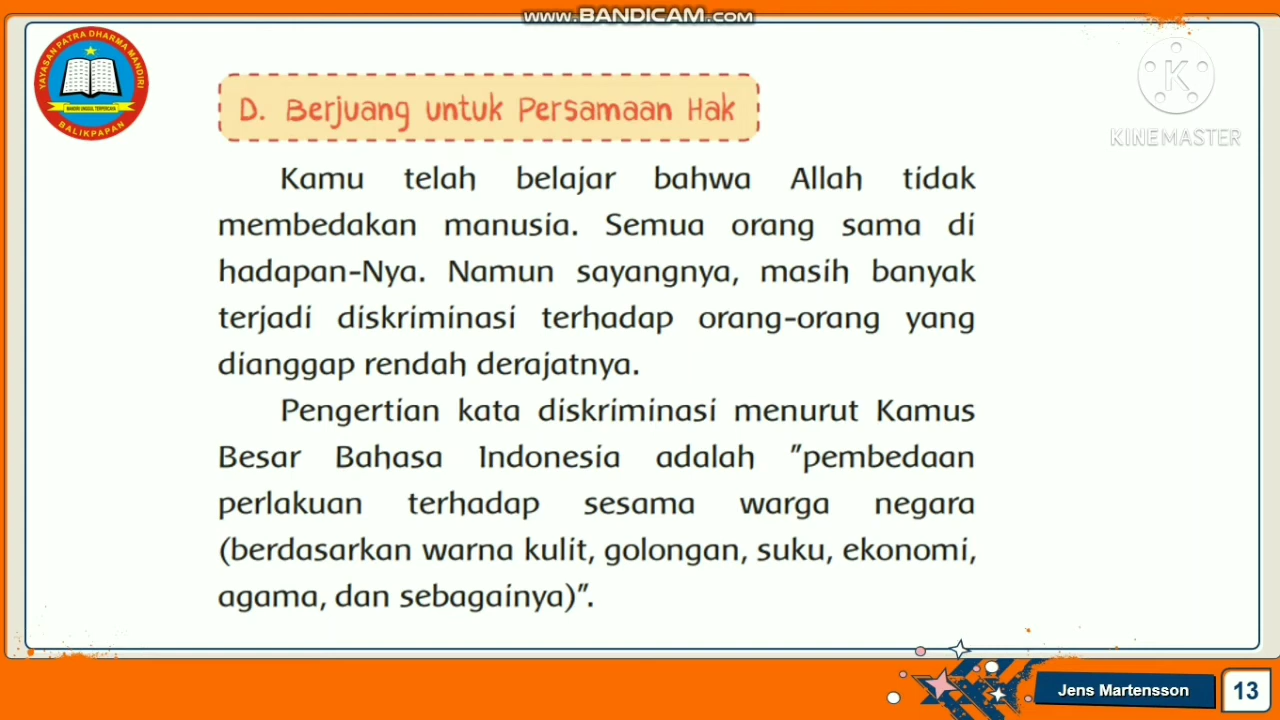 www.BANDICAM.com
YAYASAN PATRA DHARMA MANDIRI
MANDIRI UNGGUL TERPERCAYA
BALIKPAPAN
K
KINEMASTER
D. Berjuang untuk Persamaan Hak
Kamu telah belajar bahwa Allah tidak
membedakan manusia. Semua orang sama di
hadapan-Nya. Namun sayangnya, masih banyak
terjadi diskriminasi terhadap orang-orang yang
dianggap rendah derajatnya.
Pengertian kata diskriminasi menurut Kamus
Besar Bahasa Indonesia adalah "pembedaan
perlakuan terhadap sesama warga negara
(berdasarkan warna kulit, golongan, suku, ekonomi,
agama, dan sebagainya)".
Jens Martensson
13